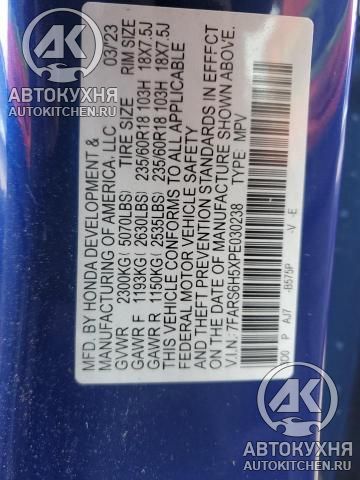 MFD. BY HONDA DEVELOPMENT &
MANUFACTURING OF AMERICA, LLC 03/23
TIRE SIZE RIM SIZE
GVWR 2300KG( 5070LBS)
GAWR F 1193KG( 2630LBS) 235/60R18 103H 18X7.5J
GAWR R 1150KG( 2535LBS) 235/60R18 103H 18X7.5J
THIS VEHICLE CONFORMS TO ALL APPLICABLE
FEDERAL MOTOR VEHICLE SAFETY
AND THEFT PREVENTION STANDARDS IN EFFECT
ON THE DATE OF MANUFACTURE SHOWN ABOVE.
V.I.N.: 7FARS6H5XPE030238 TYPE: MPV
P AJ7 -B575P -V -E
AK
АВТОКУХНЯ
AUTOKITCHEN.RU
AK
АВТОКУХНЯ
AUTOKITCHEN.RU